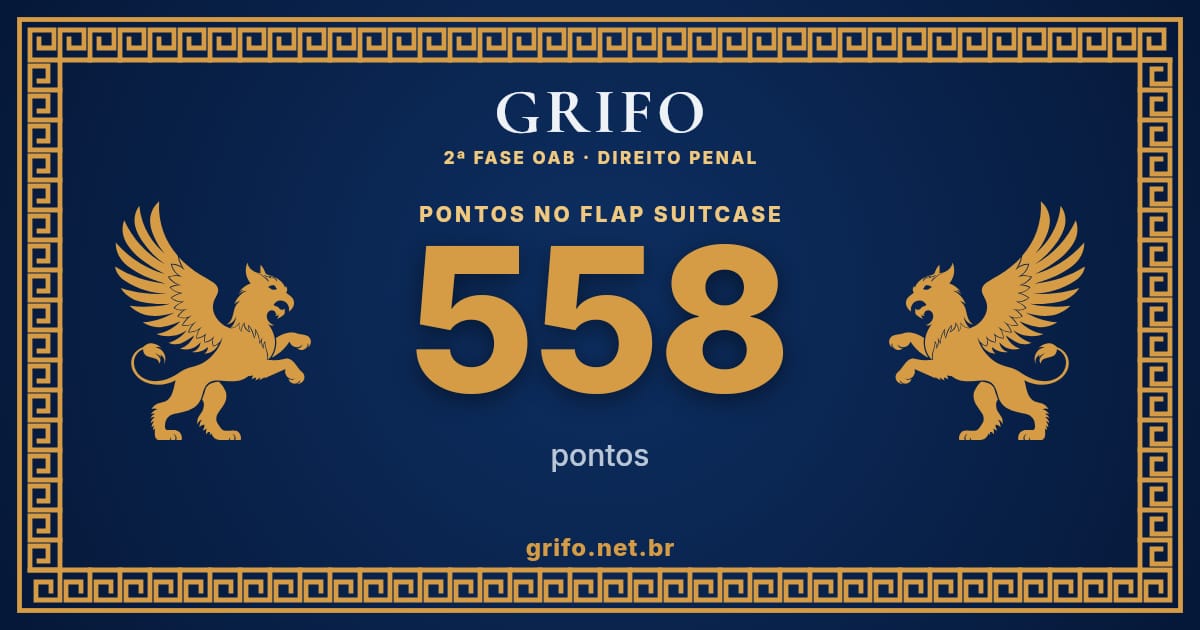 GRIFO
2ª FASE OAB · DIREITO PENAL
PONTOS NO FLAP SUITCASE
558
pontos
grifo.net.br